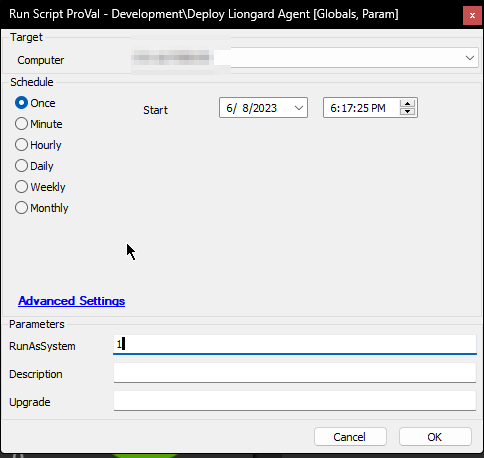 Run Script ProVal - Development\Deploy Liongard Agent [Globals, Param]
x
Target
Computer
Schedule
Once
Start
6/ 8/2023
6:17:25 PM
Minute
Hourly
Daily
Weekly
Monthly
Advanced Settings
Parameters
RunAsSystem
1
Description
Upgrade
Cancel
OK